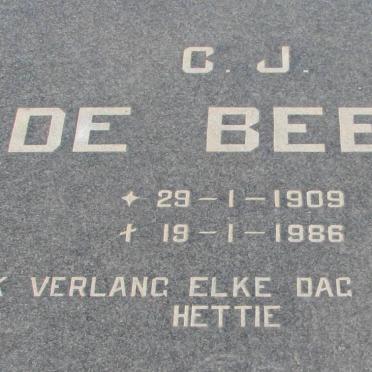 C. J.
DE BEE
✦ 29-1-1909
† 19-1-1986
K VERLANG ELKE DAG
HETTIE